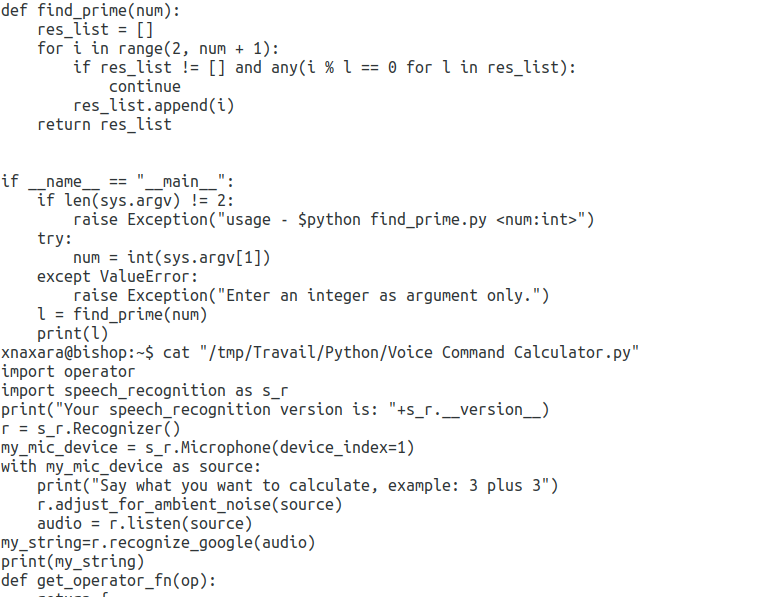 def find_prime(num):
    res_list = []
    for i in range(2, num + 1):
        if res_list != [] and any(i % l == 0 for l in res_list):
            continue
        res_list.append(i)
    return res_list


if __name__ == "__main__":
    if len(sys.argv) != 2:
        raise Exception("usage - $python find_prime.py <num:int>")
    try:
        num = int(sys.argv[1])
    except ValueError:
        raise Exception("Enter an integer as argument only.")
    l = find_prime(num)
    print(l)
xnaxara@bishop:~$ cat "/tmp/Travail/Python/Voice Command Calculator.py"
import operator
import speech_recognition as s_r
print("Your speech_recognition version is: "+s_r.__version__)
r = s_r.Recognizer()
my_mic_device = s_r.Microphone(device_index=1)
with my_mic_device as source:
    print("Say what you want to calculate, example: 3 plus 3")
    r.adjust_for_ambient_noise(source)
    audio = r.listen(source)
my_string=r.recognize_google(audio)
print(my_string)
def get_operator_fn(op):